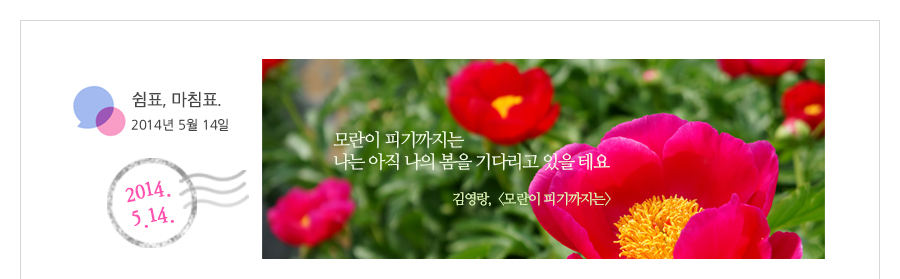 쉼표, 마침표.
2014년 5월 14일
2014.
5.14.
모란이 피기까지는
나는 아직 나의 봄을 기다리고 있을 테요
김영랑, 〈모란이 피기까지는〉